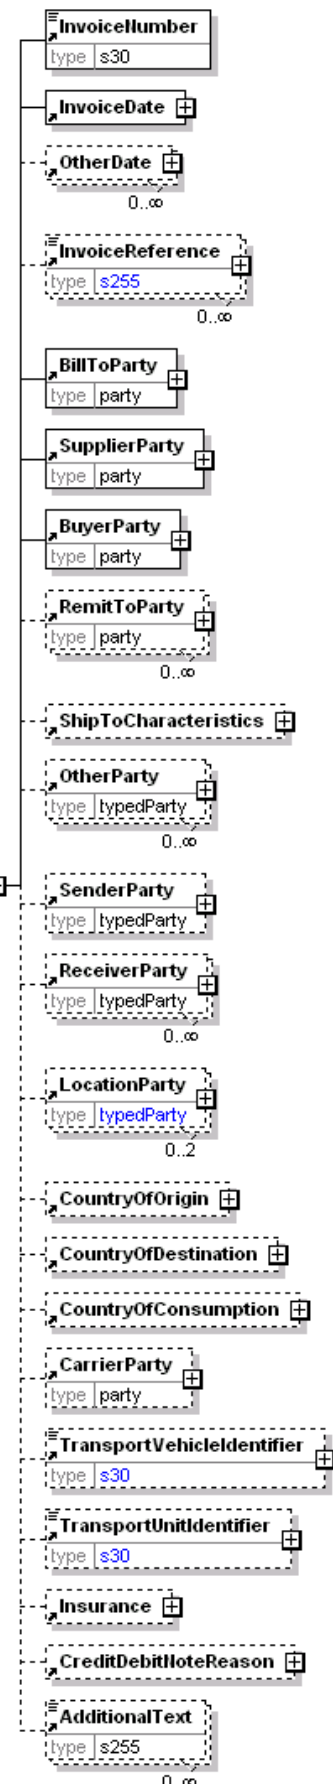 InvoiceNumber
type s30
InvoiceDate
OtherDate
0..∞
InvoiceReference
type s255
0..∞
BillToParty
type party
SupplierParty
type party
BuyerParty
type party
RemitToParty
type party
0..∞
ShipToCharacteristics
OtherParty
type typedParty
0..∞
SenderParty
type typedParty
ReceiverParty
type typedParty
0..∞
LocationParty
type typedParty
0..2
CountryOfOrigin
CountryOfDestination
CountryOfConsumption
CarrierParty
type party
TransportVehicleIdentifier
type s30
TransportUnitIdentifier
type s30
Insurance
CreditDebitNoteReason
AdditionalText
type s255
0..∞